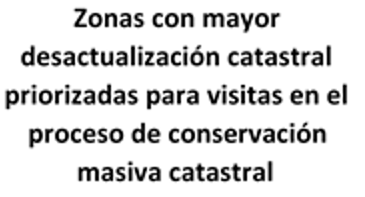 Zonas con mayor
desactualización catastral
priorizadas para visitas en el
proceso de conservación
masiva catastral